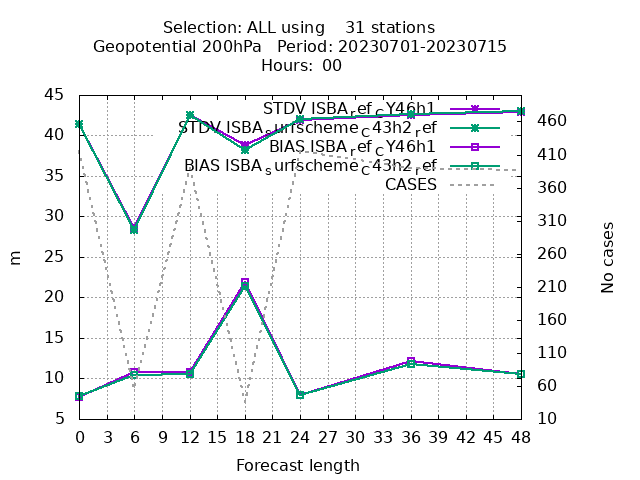 Selection: ALL using 31 stations
Geopotential 200hPa Period: 20230701-20230715
Hours: 00
45
40
35
30
25
20
15
10
5
460
410
360
310
260
210
160
110
60
10
STDV ISBA_ref_CY46h1
STDV ISBA_surfscheme_C43h2_ref
BIAS ISBA_ref_CY46h1
BIAS ISBA_surfscheme_C43h2_ref
CASES
m
No cases
0 3 6 9 12 15 18 21 24 27 30 33 36 39 42 45 48
Forecast length